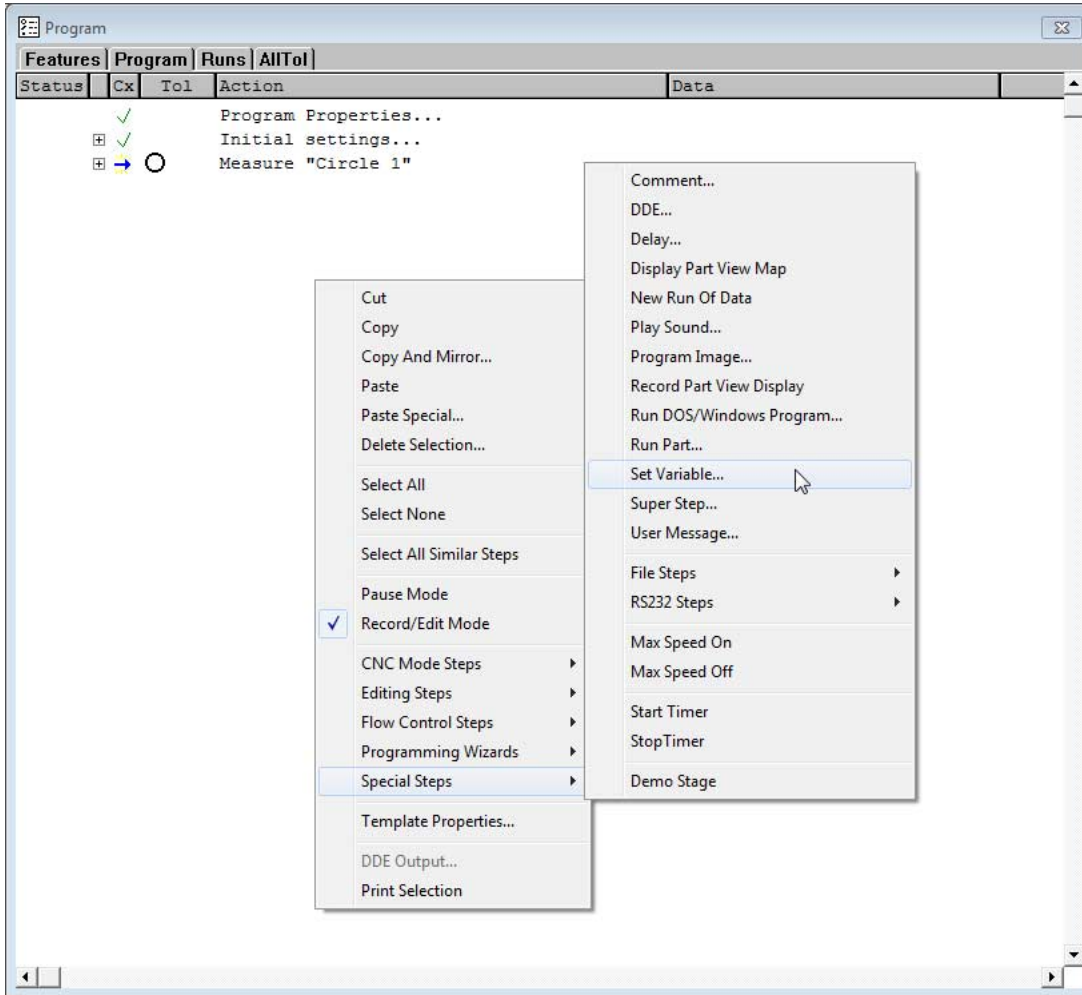 Program
Features Program Runs AllTol
Status Cx Tol Action Data
Program Properties...
Initial settings...
Measure "Circle 1"
Cut
Copy
Copy And Mirror...
Paste
Paste Special...
Delete Selection...
Select All
Select None
Select All Similar Steps
Pause Mode
Record/Edit Mode
CNC Mode Steps
Editing Steps
Flow Control Steps
Programming Wizards
Special Steps
Template Properties...
DDE Output...
Print Selection
Comment...
DDE...
Delay...
Display Part View Map
New Run Of Data
Play Sound...
Program Image...
Record Part View Display
Run DOS/Windows Program...
Run Part...
Set Variable...
Super Step...
User Message...
File Steps
RS232 Steps
Max Speed On
Max Speed Off
Start Timer
StopTimer
Demo Stage